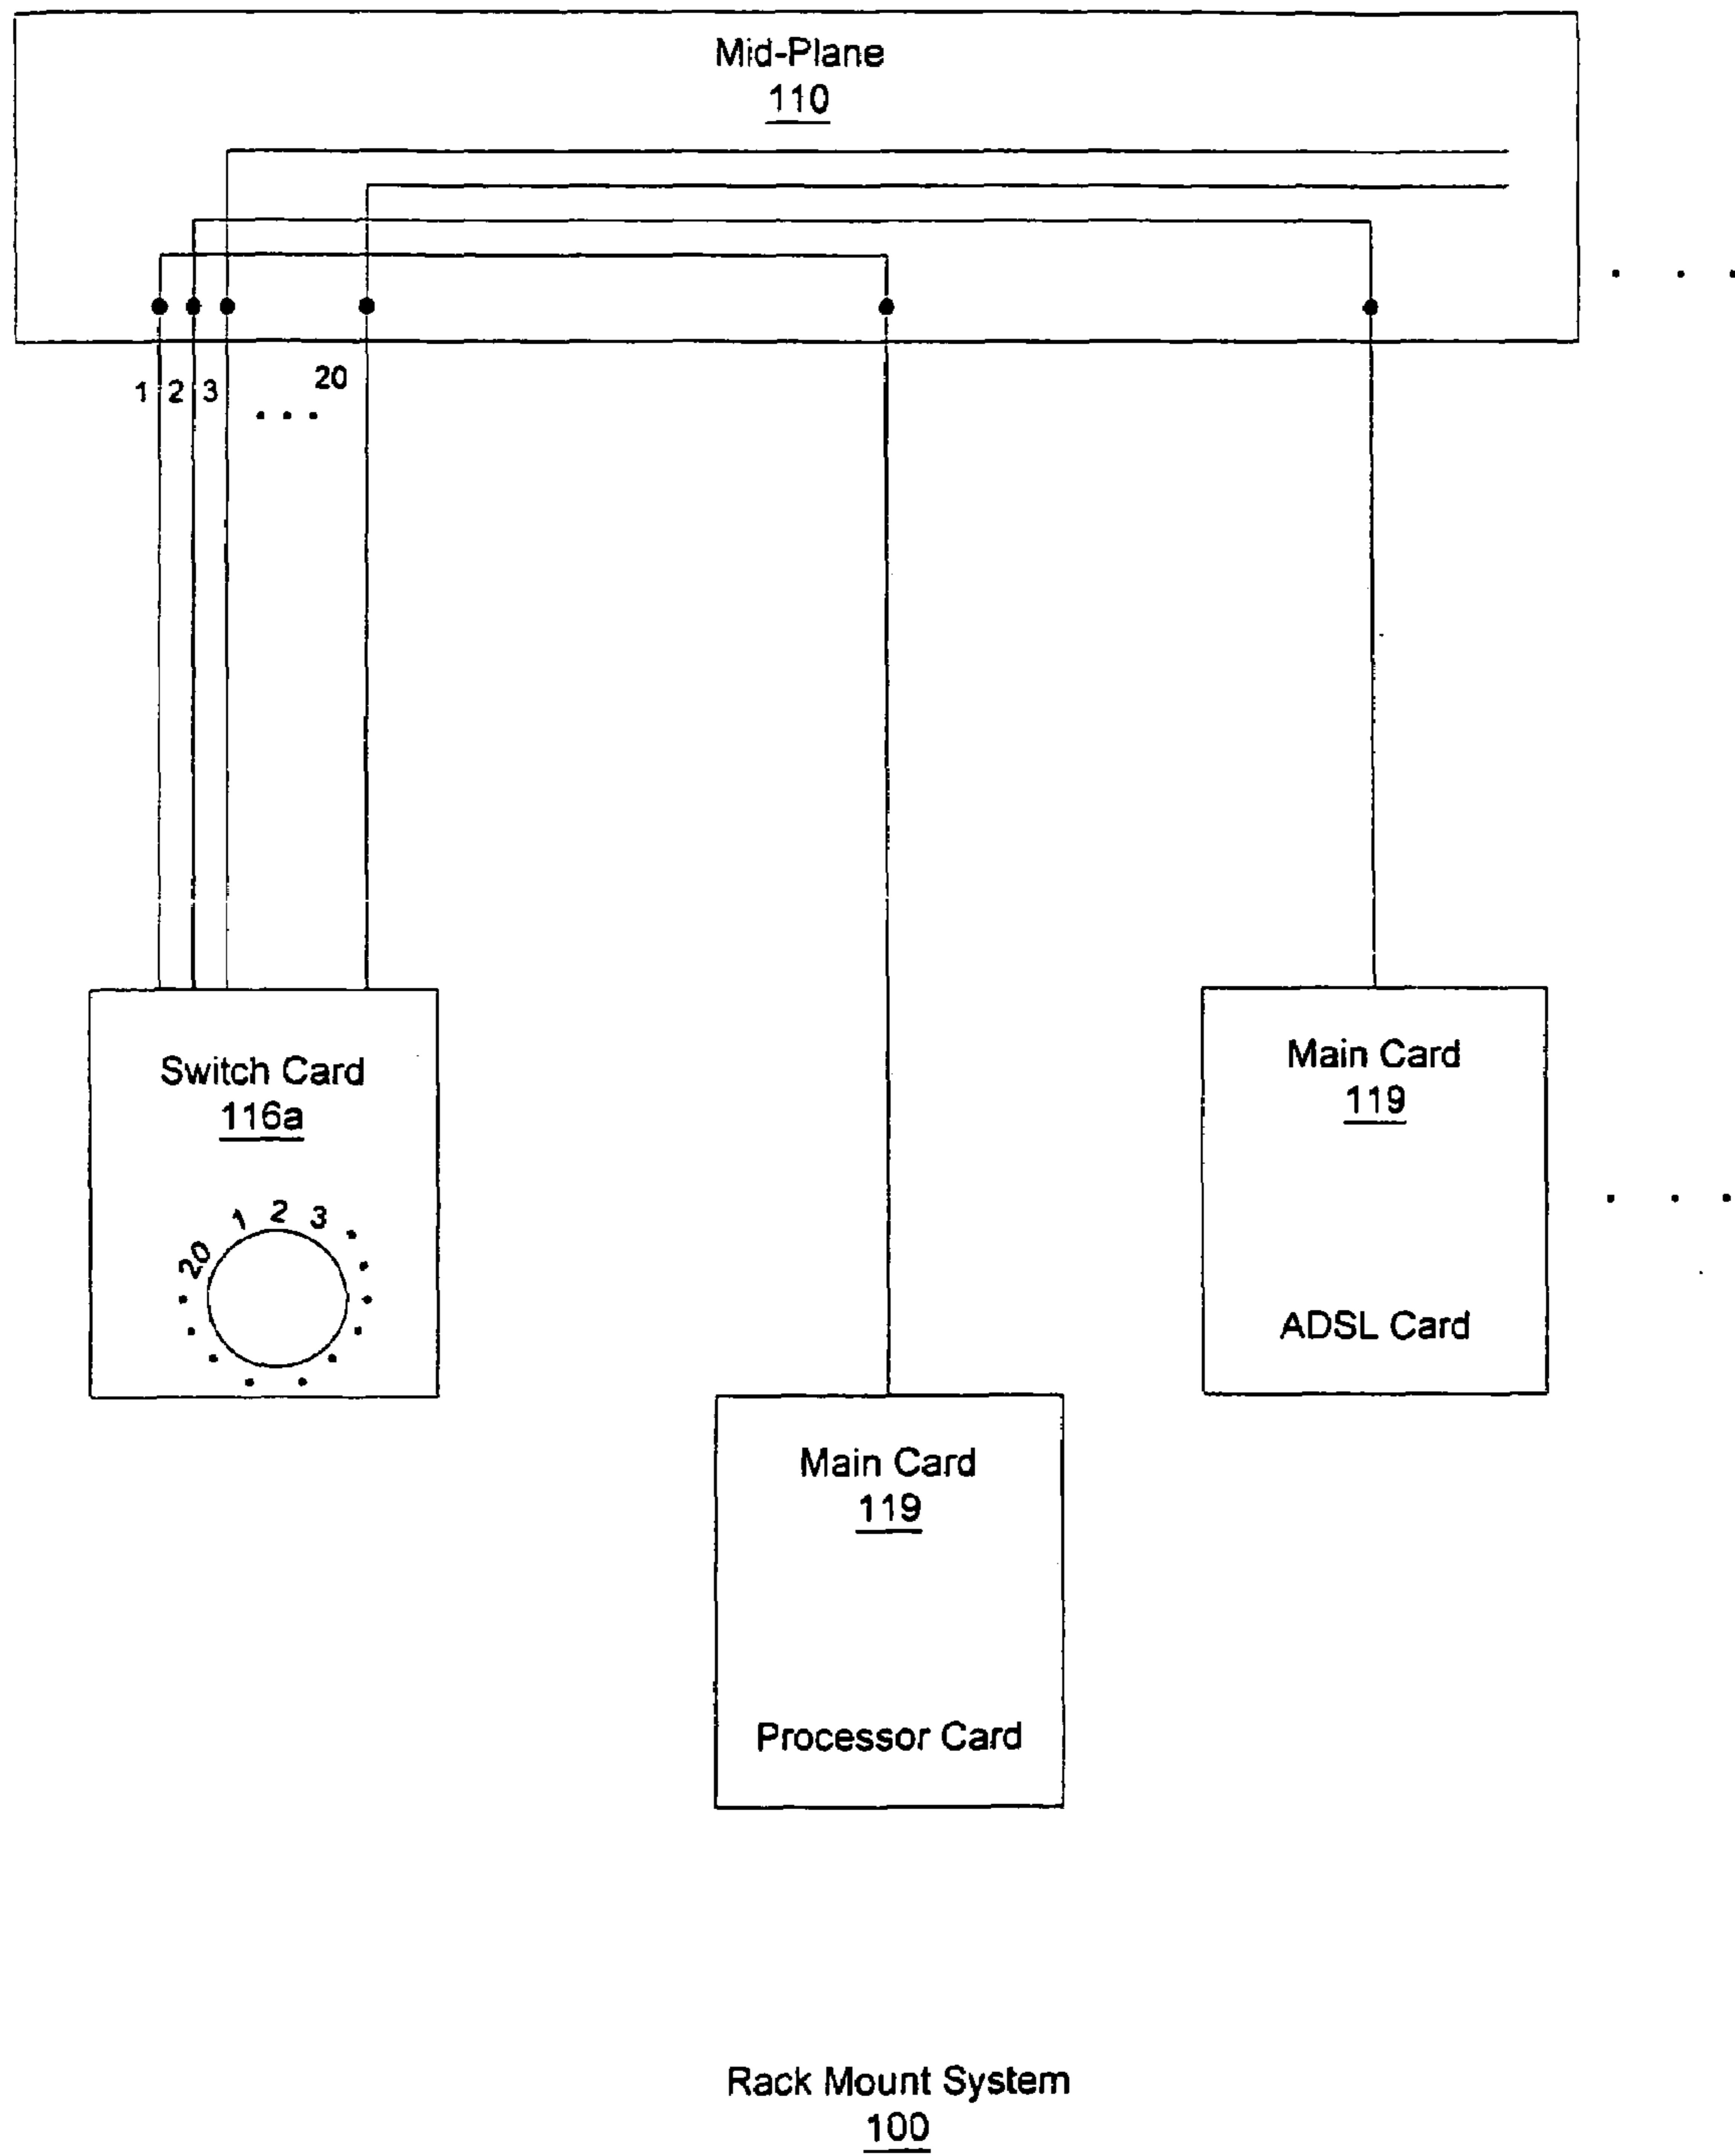 Mid-Plane
110
1 2 3 . . . 20
Switch Card
116a
20 1 2 3
Main Card
119
ADSL Card
Main Card
119
Processor Card
Rack Mount System
100